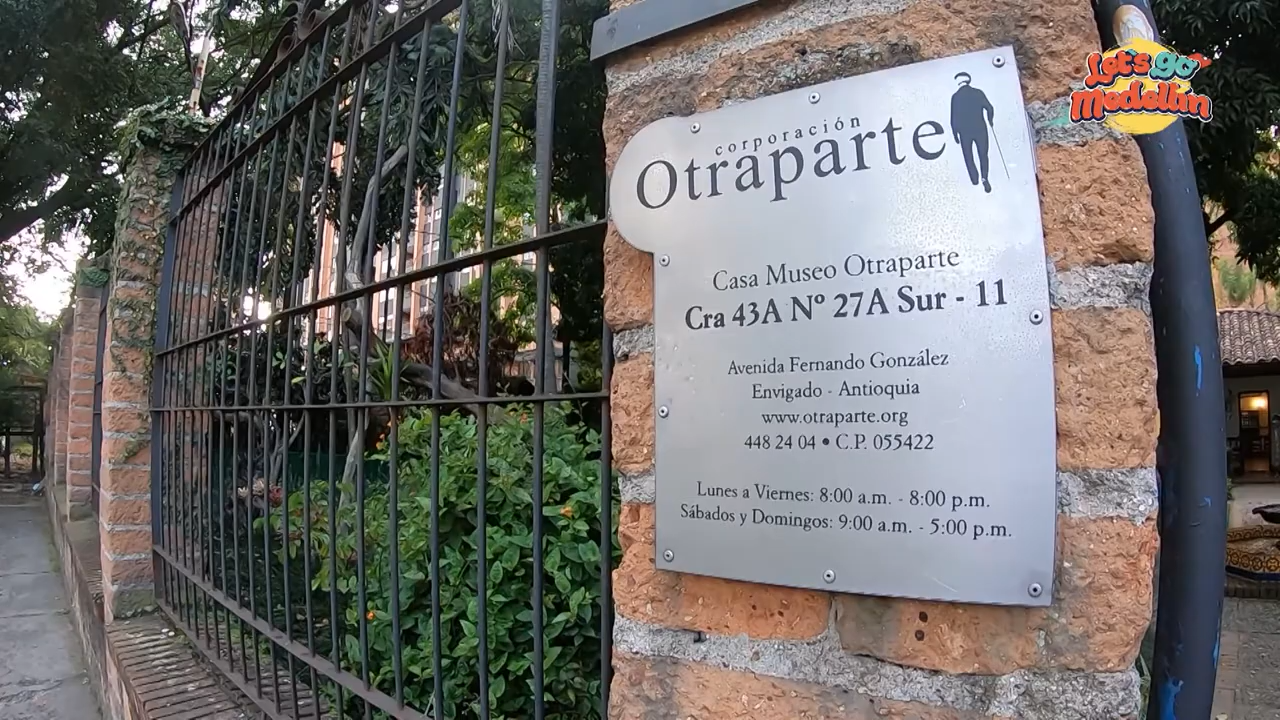 Let's go
Medellin
corporación
Otraparte
Casa Museo Otraparte
Cra 43A Nº 27A Sur - 11
Avenida Fernando González
Envigado - Antioquia
www.otraparte.org
448 24 04 • C.P. 055422
Lunes a Viernes: 8:00 a.m. - 8:00 p.m.
Sábados y Domingos: 9:00 a.m. - 5:00 p.m.